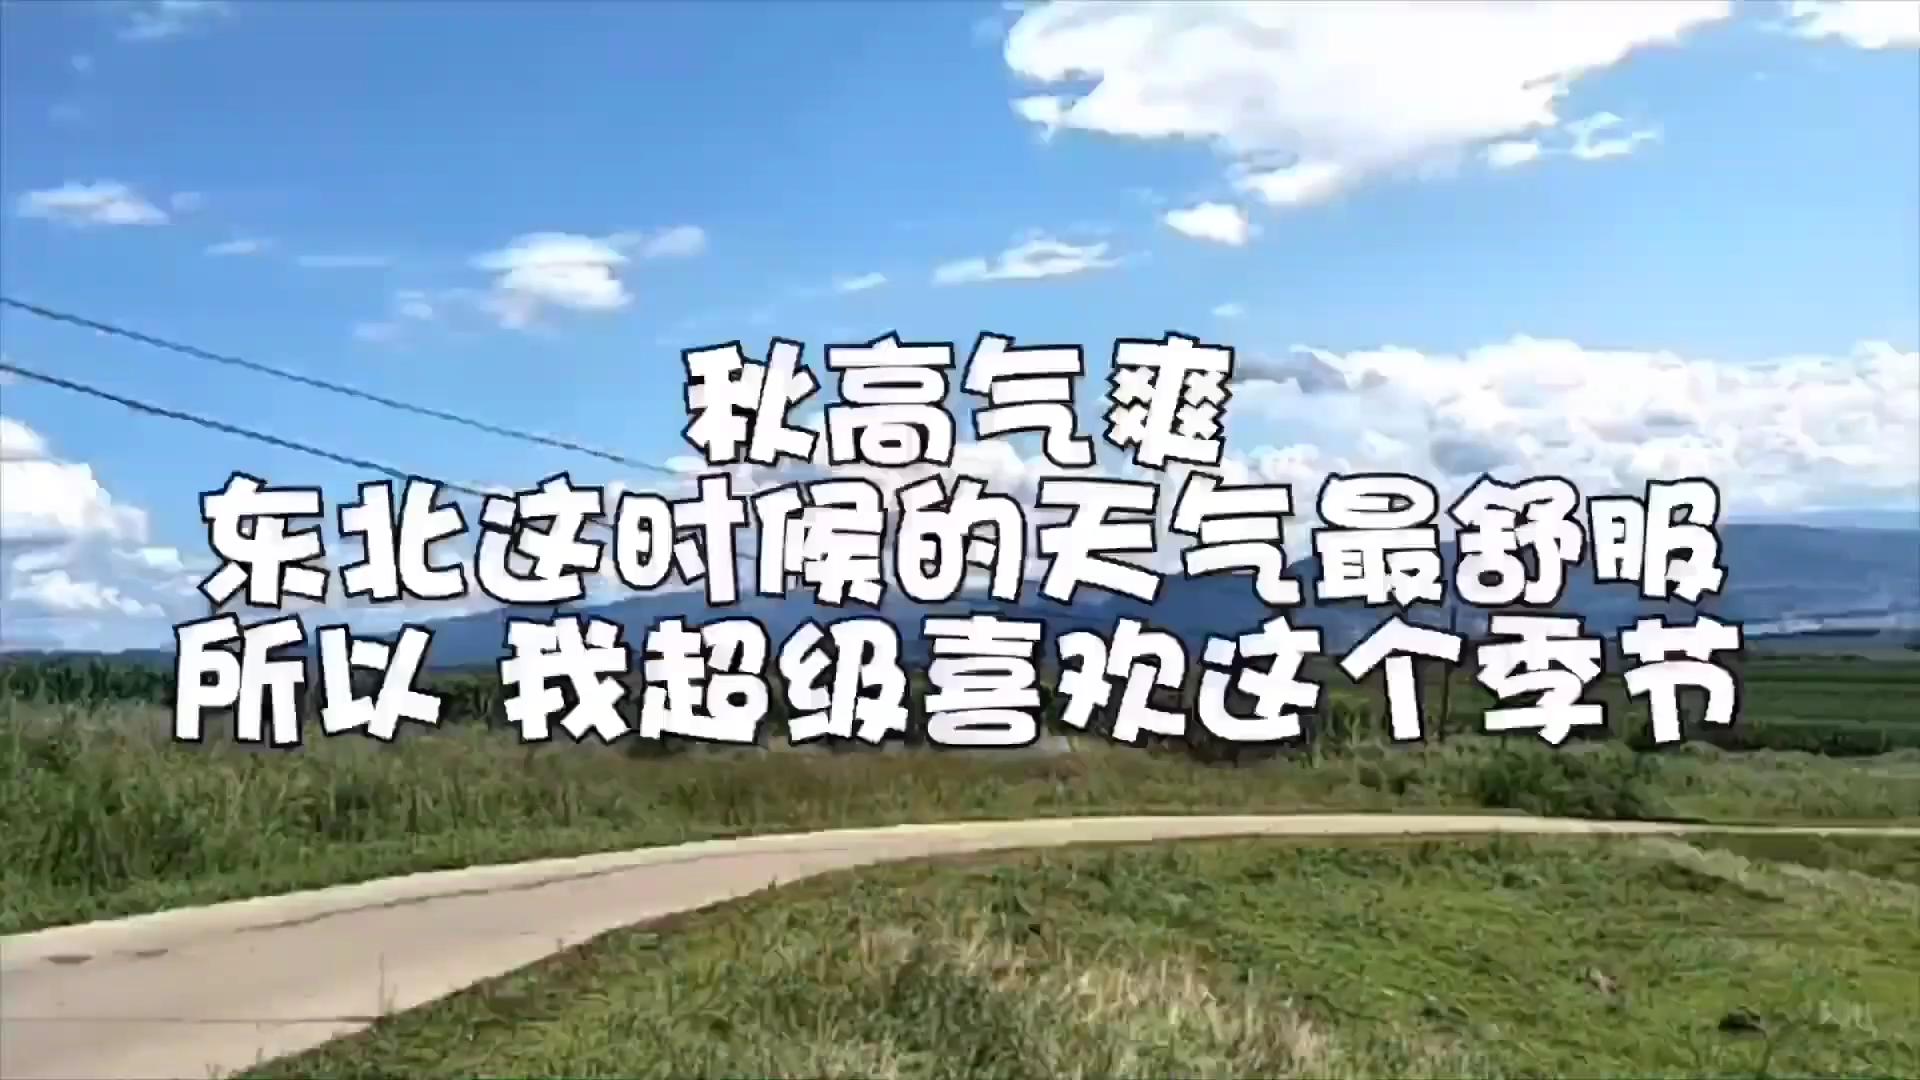 秋高气爽
东北这时候的天气最舒服
所以 我超级喜欢这个季节